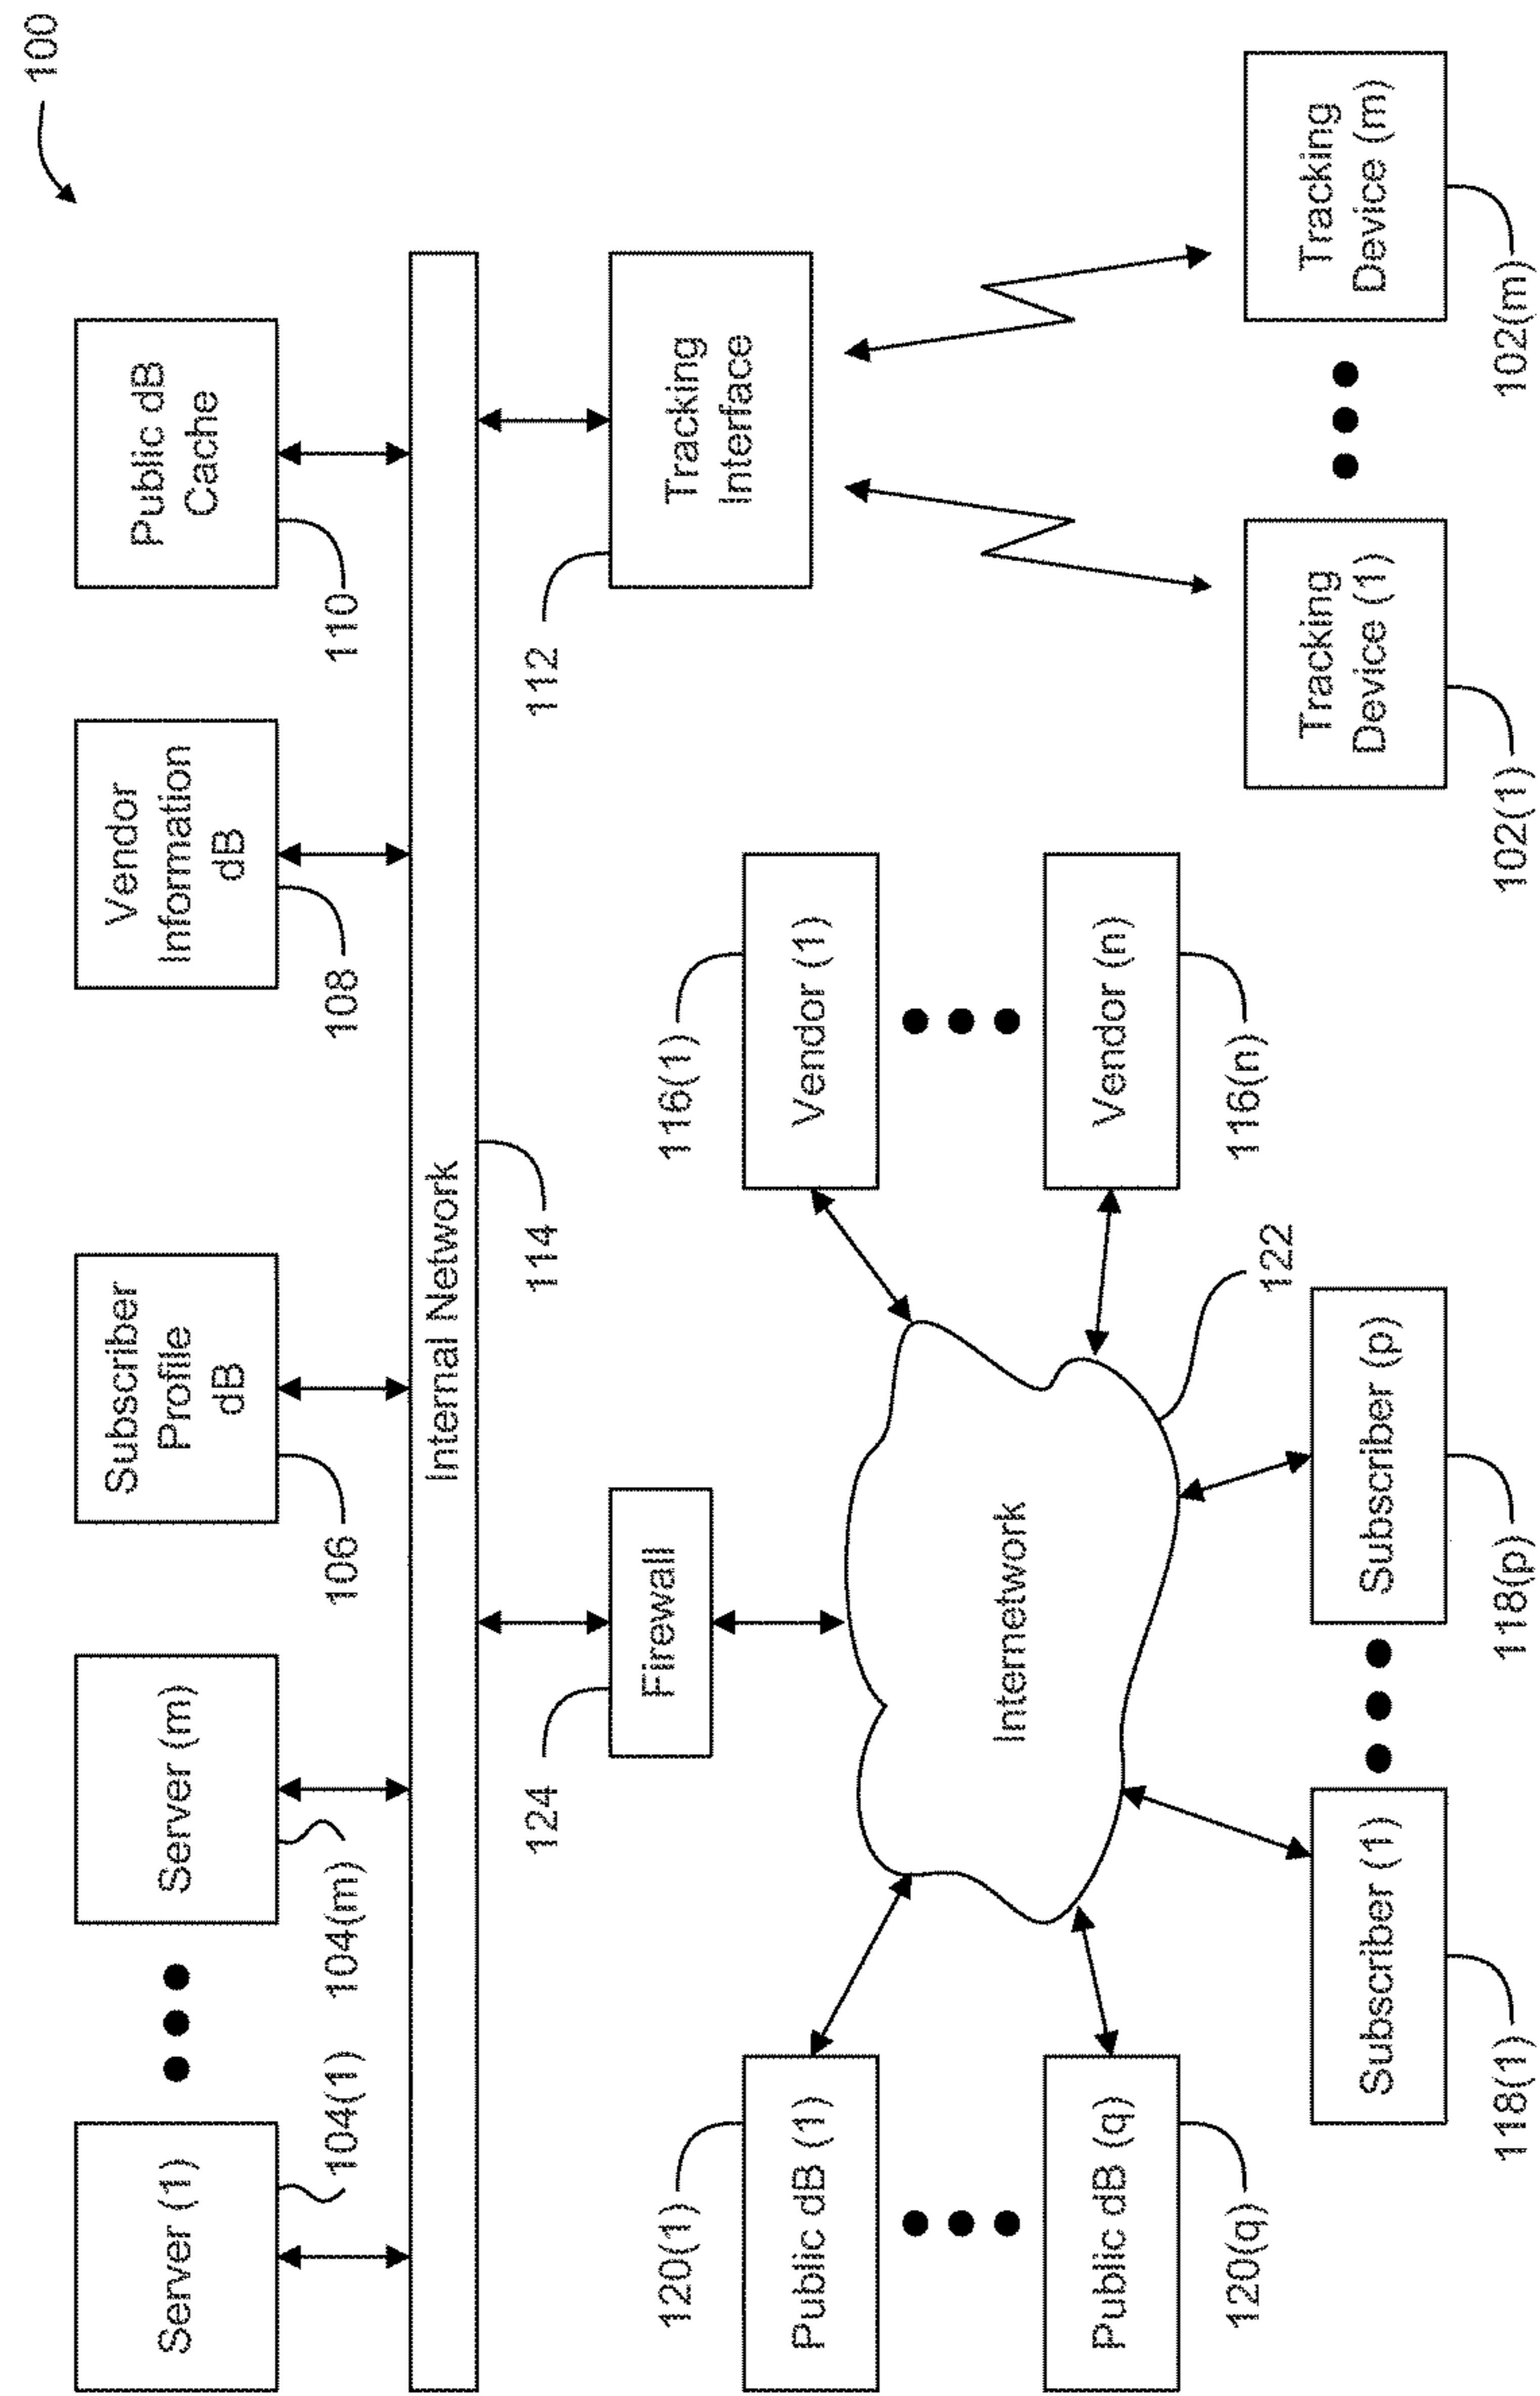 100
Server (1)
Server (m)
Subscriber
Profile
dB
Vendor
Information
dB
Public dB
Cache
104(1)
104(m)
106
108
110
Internal Network
124
114
112
Firewall
Tracking
Interface
120(1)
116(1)
Public dB (1)
Vendor (1)
Internetwork
Public dB (q)
Vendor (n)
120(q)
116(n)
122
Tracking
Device (1)
Tracking
Device (m)
Subscriber (1)
Subscriber (p)
118(1)
118(p)
102(1)
102(m)